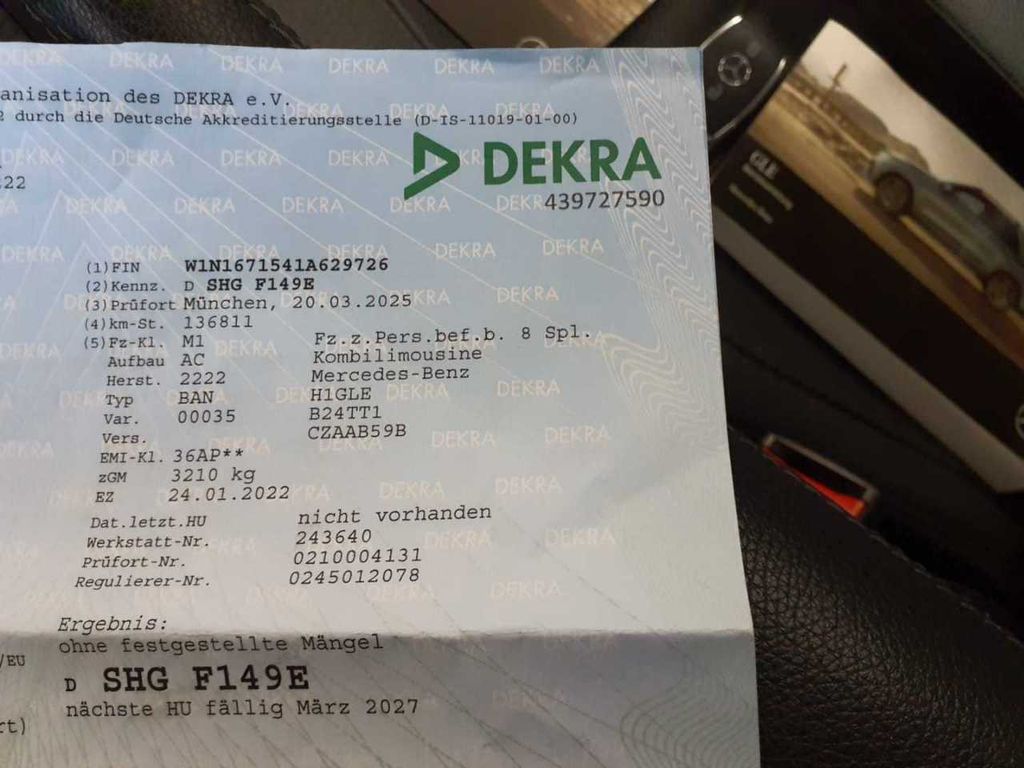 anisation des DEKRA e.V.
2 durch die Deutsche Akkreditierungsstelle (D-IS-11019-01-00)
DEKRA
:22
439727590
(1) FIN W1N1671541A629726
(2) Kennz. D SHG F149E
(3) Prüfort München, 20.03.2025
(4) km-St. 136811
(5) Fz-Kl. M1 Fz.z.Pers.bef.b. 8 Spl.
Aufbau AC Kombilimousine
Herst. 2222 Mercedes-Benz
Typ BAN H1GLE
Var. 00035 B24TT1
Vers. CZAAB59B
EMI-Kl. 36AP**
zGM 3210 kg
EZ 24.01.2022
Dat.letzt.HU nicht vorhanden
Werkstatt-Nr. 243640
Prüfort-Nr. 0210004131
Regulierer-Nr. 0245012078
Ergebnis:
ohne festgestellte Mängel
/EU
D SHG F149E
nächste HU fällig März 2027
rt)
GLE